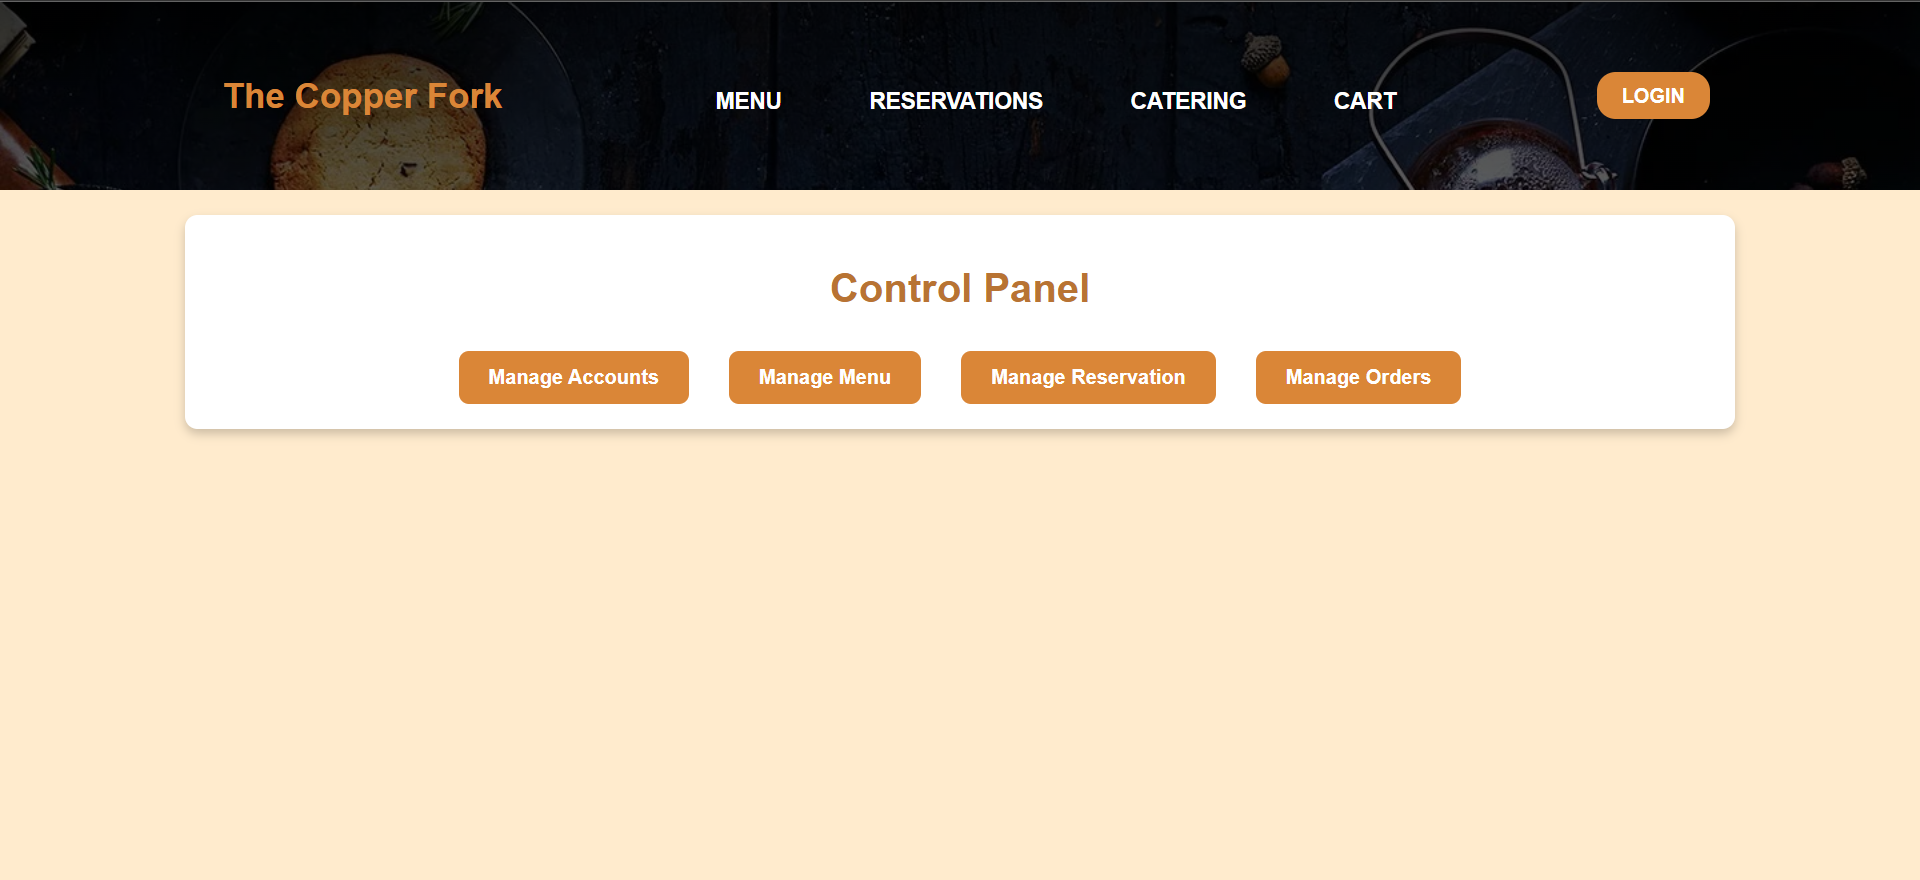 The Copper Fork MENU RESERVATIONS CATERING CART LOGIN
Control Panel
Manage Accounts Manage Menu Manage Reservation Manage Orders